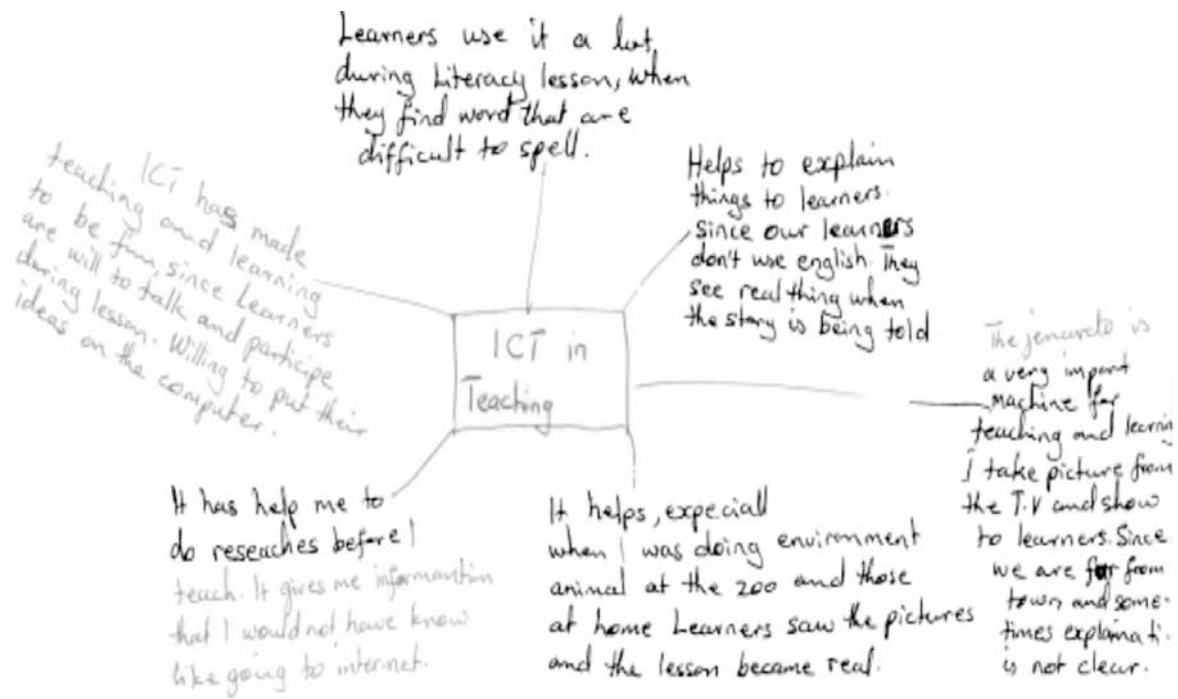 Learners use it a lot,
during Literacy lesson, when
they find word that are
difficult to spell.
Helps to explain
things to learners.
Since our learners
don't use english. They
see real thing when
the story is being told
ICT has made
teaching and learning
to be fun, since Learners
are will to talk and participe
during lesson. Willing to put their
ideas on the computer.
ICT in
Teaching
The jenareto is
a very import
machine for
teaching and learnin
I take picture from
the T.V and show
to learners. Since
we are far from
town and some-
times explainati.
is not clear.
It has help me to
do reseaches before I
teach. It gives me informantion
that I would not have know
like going to internet.
It helps, expeciall
when I was doing environment
animal at the zoo and those
at home Learners saw the pictures
and the lesson became real.